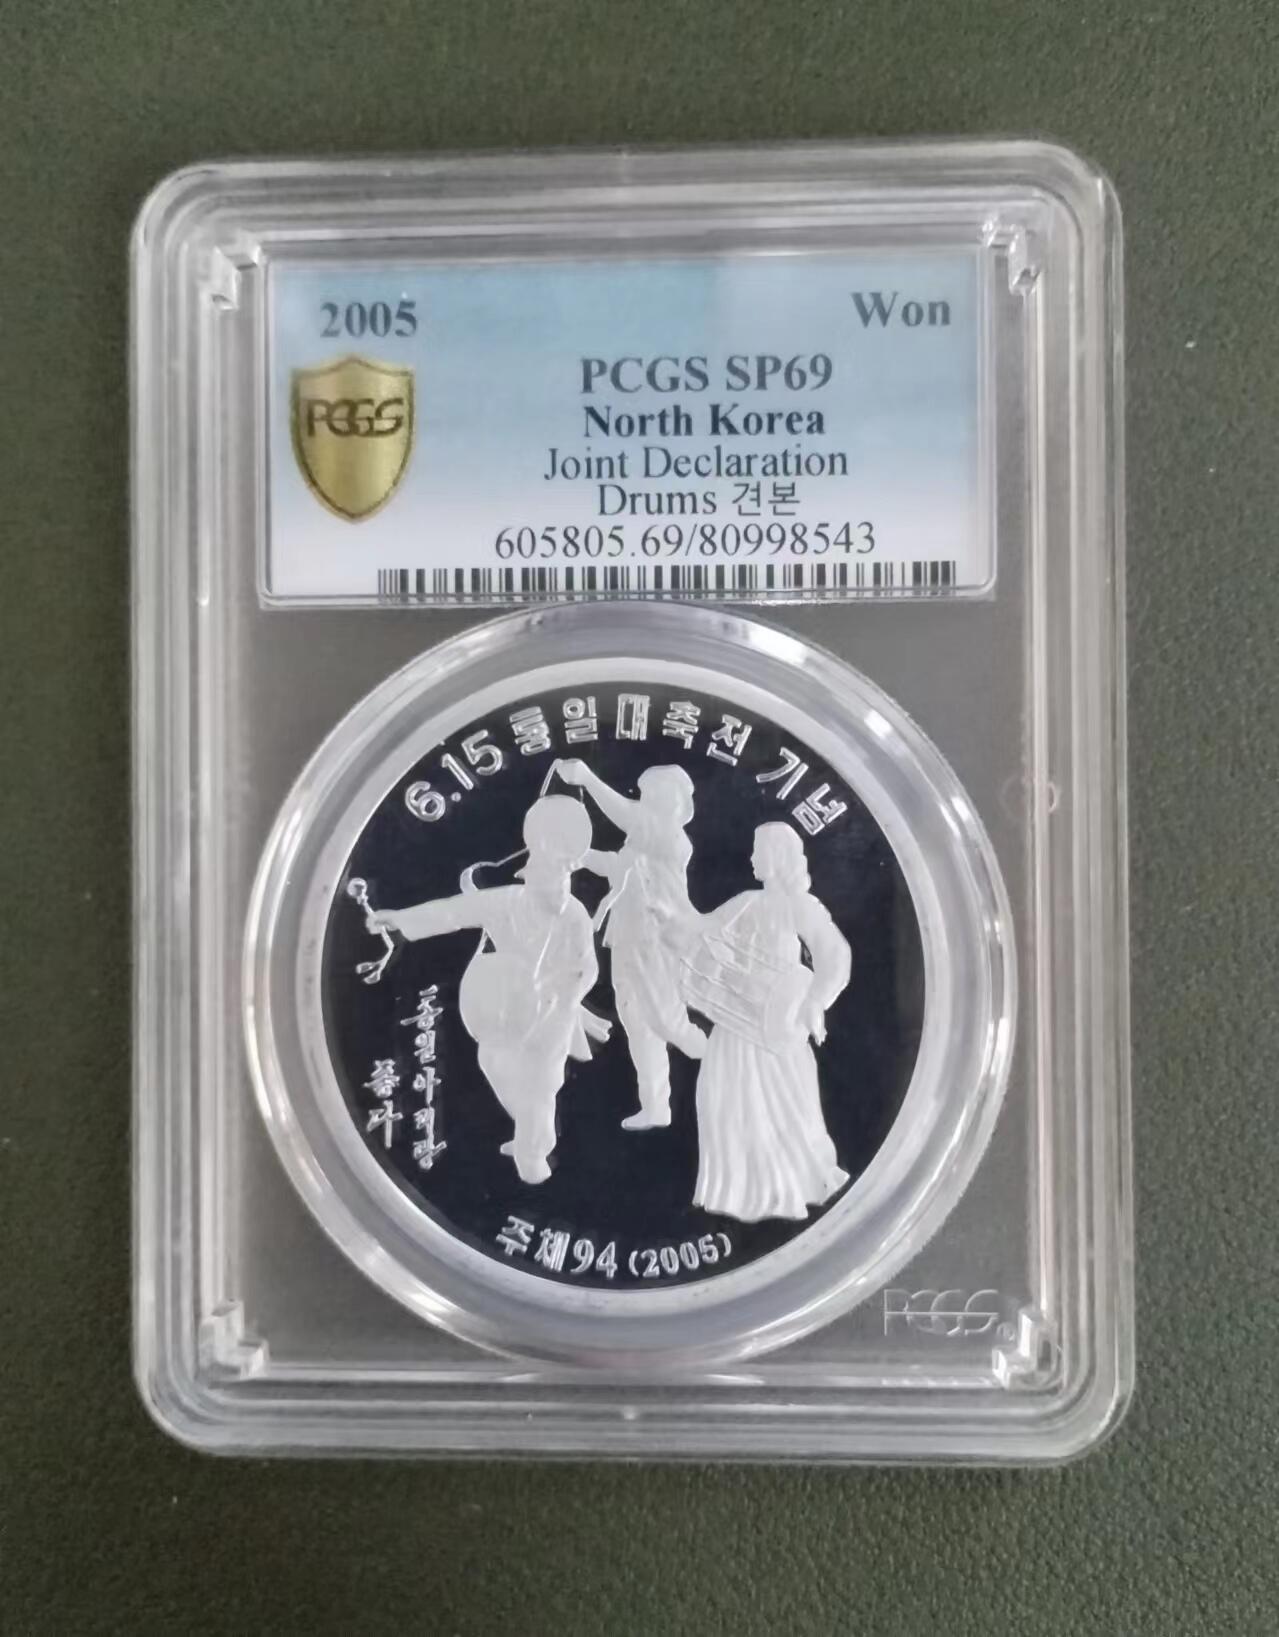 2005
Won
PCGS
PCGS SP69
North Korea
Joint Declaration
Drums 견본
605805.69/80998543
6.15 통일대축전 기념
통일아리랑
좋다
주체94 (2005)
PCGS